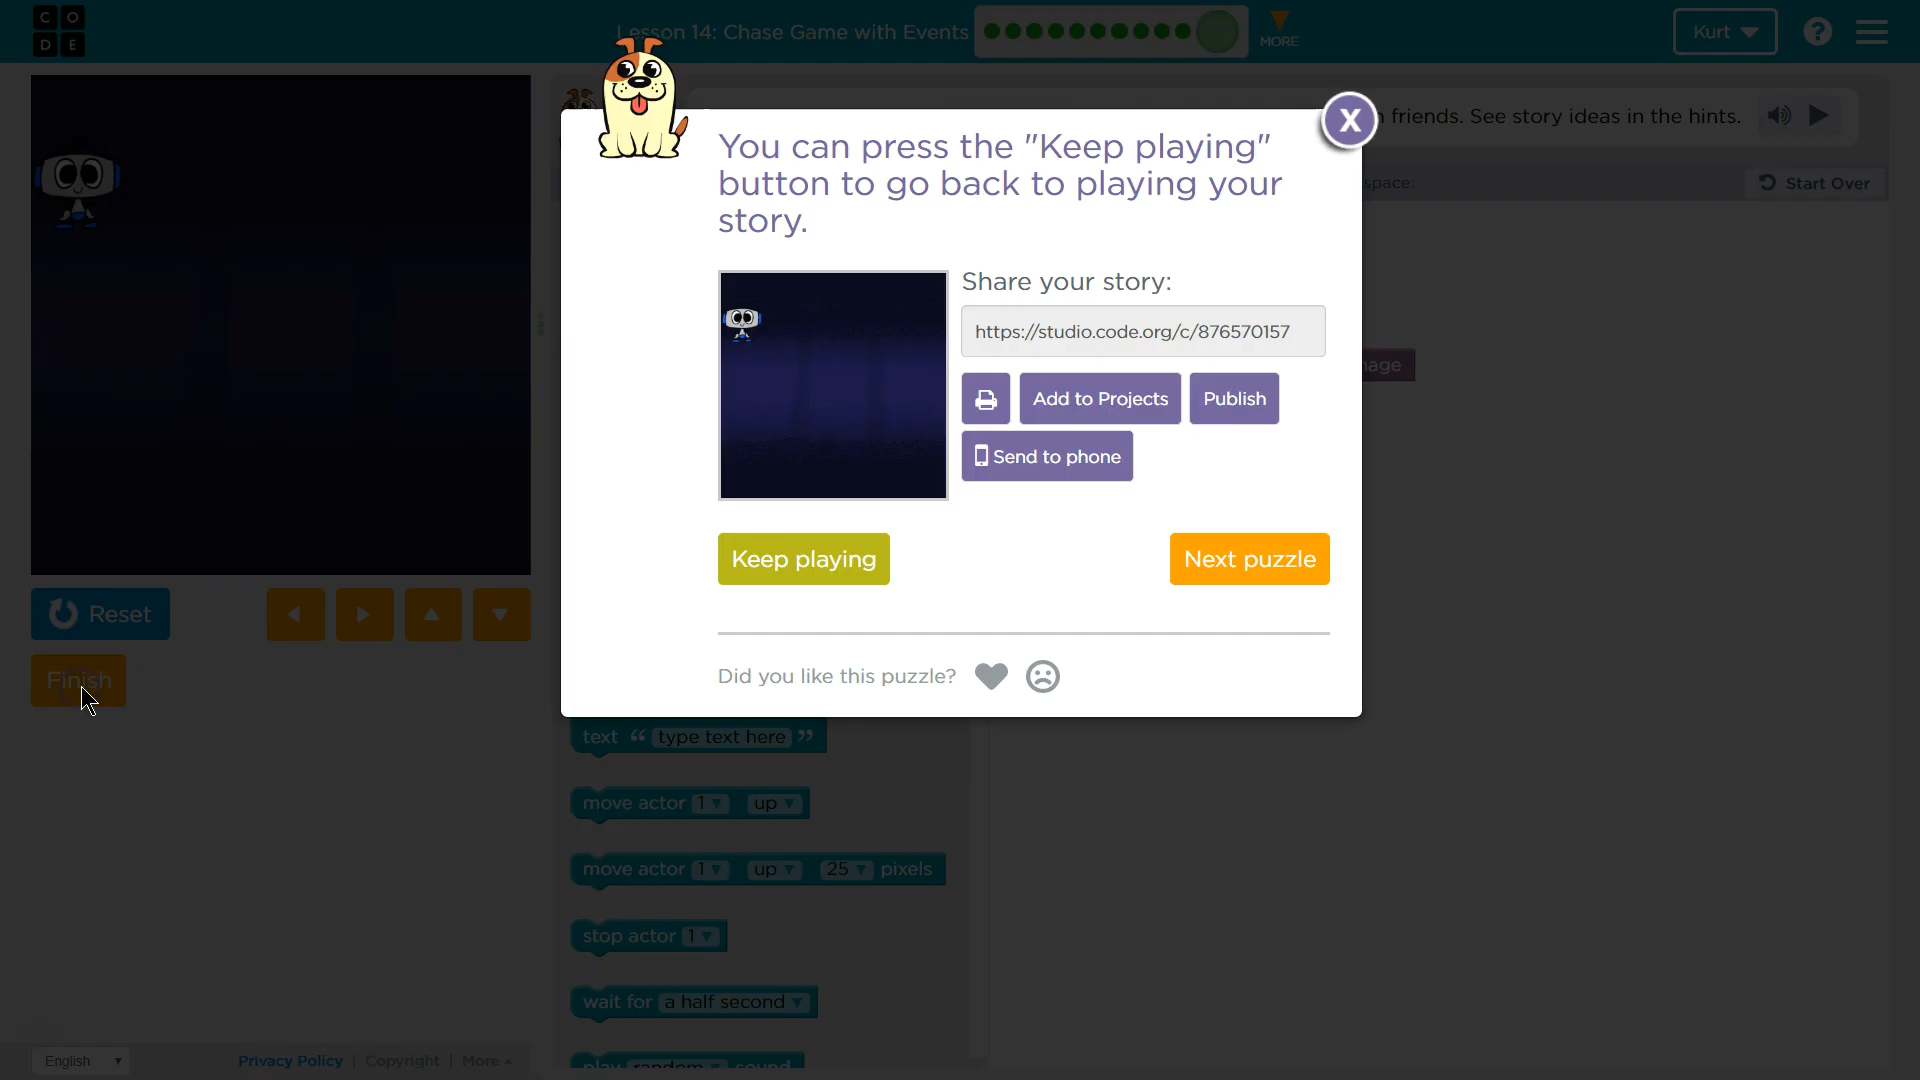 C O
D E
Lesson 14: Chase Game with Events
MORE
Kurt
?
friends. See story ideas in the hints.
space:
Start Over
X
You can press the "Keep playing"
button to go back to playing your
story.
Share your story:
https://studio.code.org/c/876570157
Add to Projects
Publish
Send to phone
Keep playing
Next puzzle
Did you like this puzzle?
Reset
Finish
text “ type text here ”
move actor 1 up
move actor 1 up 25 pixels
stop actor 1
wait for a half second
play random sound
English
Privacy Policy | Copyright | More